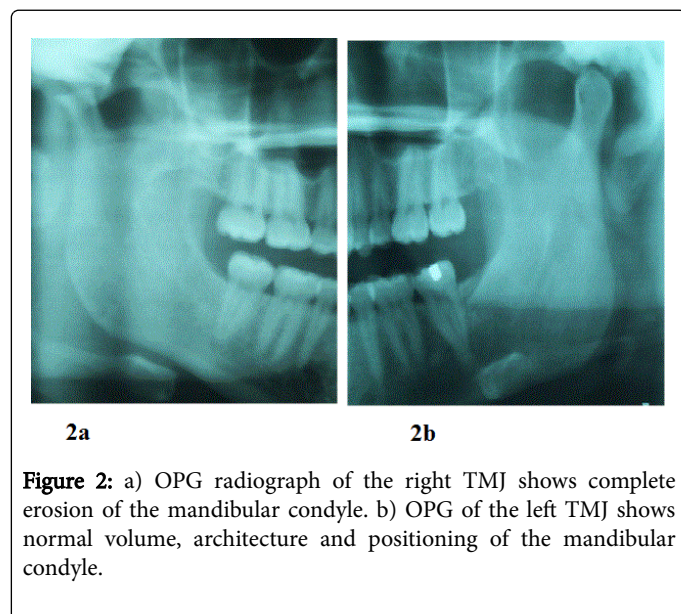 2a 2b
Figure 2: a) OPG radiograph of the right TMJ shows complete
erosion of the mandibular condyle. b) OPG of the left TMJ shows
normal volume, architecture and positioning of the mandibular
condyle.